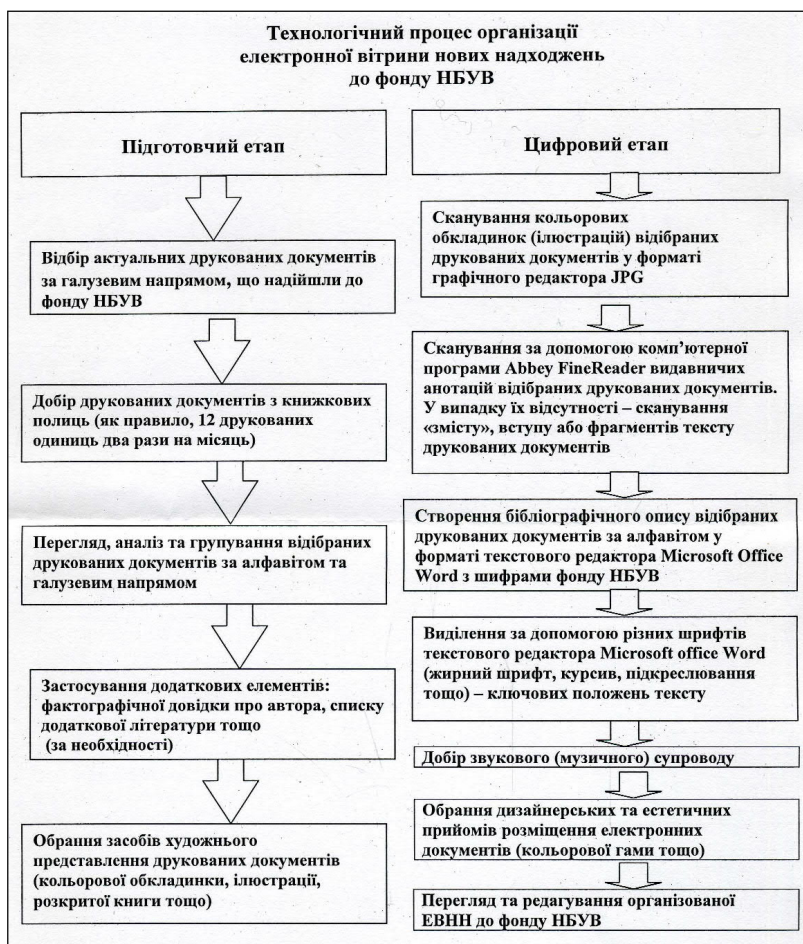 Технологічний процес організації
електронної вітрини нових надходжень
до фонду НБУВ
Підготовчий етап
Відбір актуальних друкованих документів
за галузевим напрямом, що надійшли до
фонду НБУВ
Добір друкованих документів з книжкових
полиць (як правило, 12 друкованих
одиниць два рази на місяць)
Перегляд, аналіз та групування відібраних
друкованих документів за алфавітом та
галузевим напрямом
Застосування додаткових елементів:
фактографічної довідки про автора, списку
додаткової літератури тощо
(за необхідності)
Обрання засобів художнього
представлення друкованих документів
(кольорової обкладинки, ілюстрації,
розкритої книги тощо)
Цифровий етап
Сканування кольорових
обкладинок (ілюстрацій) відібраних
друкованих документів у форматі
графічного редактора JPG
Сканування за допомогою комп’ютерної
програми Abbey FineReader видавничих
анотацій відібраних друкованих документів.
У випадку їх відсутності – сканування
«змісту», вступу або фрагментів тексту
друкованих документів
Створення бібліографічного опису відібраних
друкованих документів за алфавітом у
форматі текстового редактора Microsoft Office
Word з шифрами фонду НБУВ
Виділення за допомогою різних шрифтів
текстового редактора Microsoft office Word
(жирний шрифт, курсив, підкреслювання
тощо) – ключових положень тексту
Добір звукового (музичного) супроводу
Обрання дизайнерських та естетичних
прийомів розміщення електронних
документів (кольорової гами тощо)
Перегляд та редагування організованої
ЕВНН до фонду НБУВ